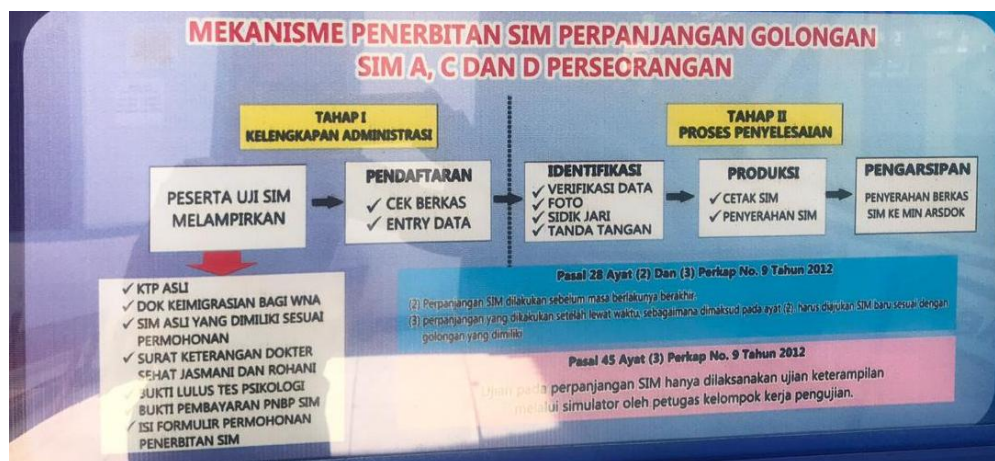 MEKANISME PENERBITAN SIM PERPANJANGAN GOLONGAN
SIM A, C DAN D PERSEORANGAN
TAHAP I
KELENGKAPAN ADMINISTRASI
TAHAP II
PROSES PENYELESAIAN
PESERTA UJI SIM
MELAMPIRKAN
PENDAFTARAN
✓ CEK BERKAS
✓ ENTRY DATA
IDENTIFIKASI
✓ VERIFIKASI DATA
✓ FOTO
✓ SIDIK JARI
✓ TANDA TANGAN
PRODUKSI
✓ CETAK SIM
✓ PENYERAHAN SIM
PENGARSIPAN
PENYERAHAN BERKAS
SIM KE MIN ARSDOK
✓ KTP ASLI
✓ DOK KEIMIGRASIAN BAGI WNA
✓ SIM ASLI YANG DIMILIKI SESUAI
PERMOHONAN
✓ SURAT KETERANGAN DOKTER
SEHAT JASMANI DAN ROHANI
✓ BUKTI LULUS TES PSIKOLOGI
✓ BUKTI PEMBAYARAN PNBP SIM
✓ ISI FORMULIR PERMOHONAN
PENERBITAN SIM
Pasal 28 Ayat (2) Dan (3) Perkap No. 9 Tahun 2012
(2) Perpanjangan SIM dilakukan sebelum masa berlakunya berakhir.
(3) perpanjangan yang dikakukan setelah lewat waktu, sebagaimana dimaksud pada ayat (2), harus diajukan SIM baru sesuai dengan
golongan yang dimiliki
Pasal 45 Ayat (3) Perkap No. 9 Tahun 2012
Ujian pada perpanjangan SIM hanya dilaksanakan ujian keterampilan
melalui simulator oleh petugas kelompok kerja pengujian.